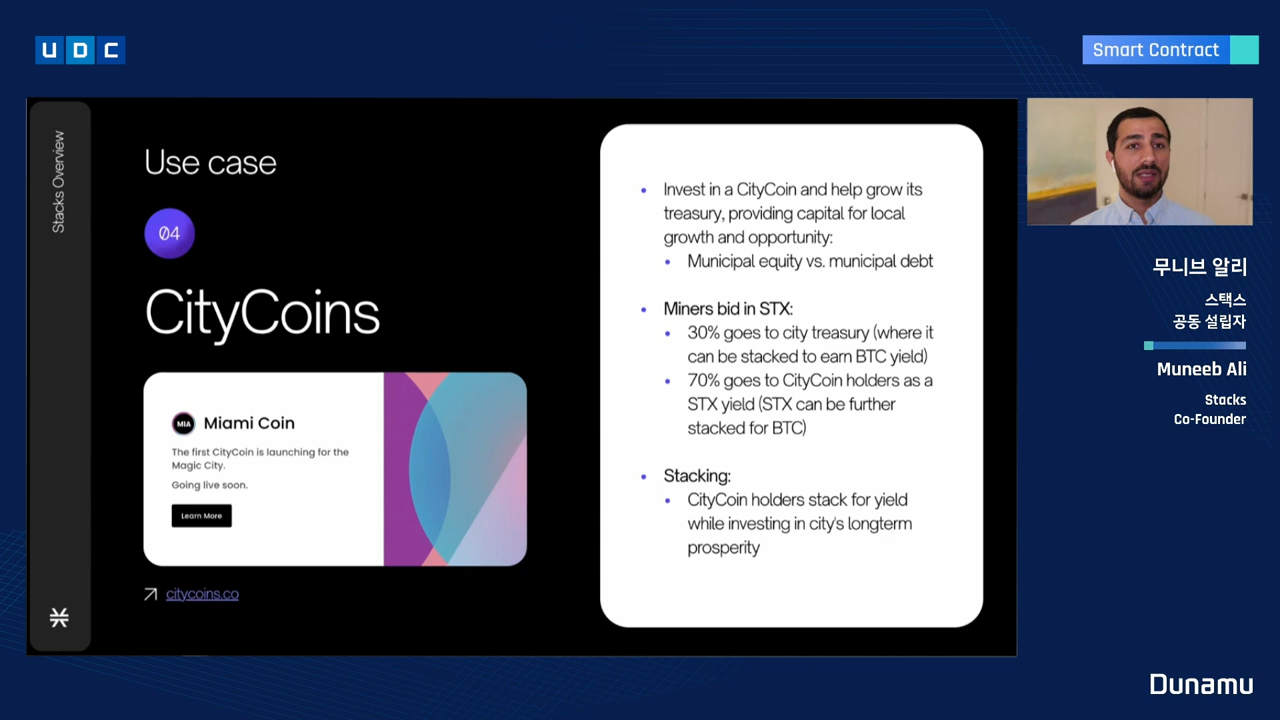 UDC
Smart Contract
Stacks Overview
Use case
04
CityCoins
MIA
Miami Coin
The first CityCoin is launching for the
Magic City.
Going live soon.
Learn More
citycoins.co
• Invest in a CityCoin and help grow its
treasury, providing capital for local
growth and opportunity:
• Municipal equity vs. municipal debt
• Miners bid in STX:
• 30% goes to city treasury (where it
can be stacked to earn BTC yield)
• 70% goes to CityCoin holders as a
STX yield (STX can be further
stacked for BTC)
• Stacking:
• CityCoin holders stack for yield
while investing in city's longterm
prosperity
무니브 알리
스택스
공동 설립자
Muneeb Ali
Stacks
Co-Founder
Dunamu